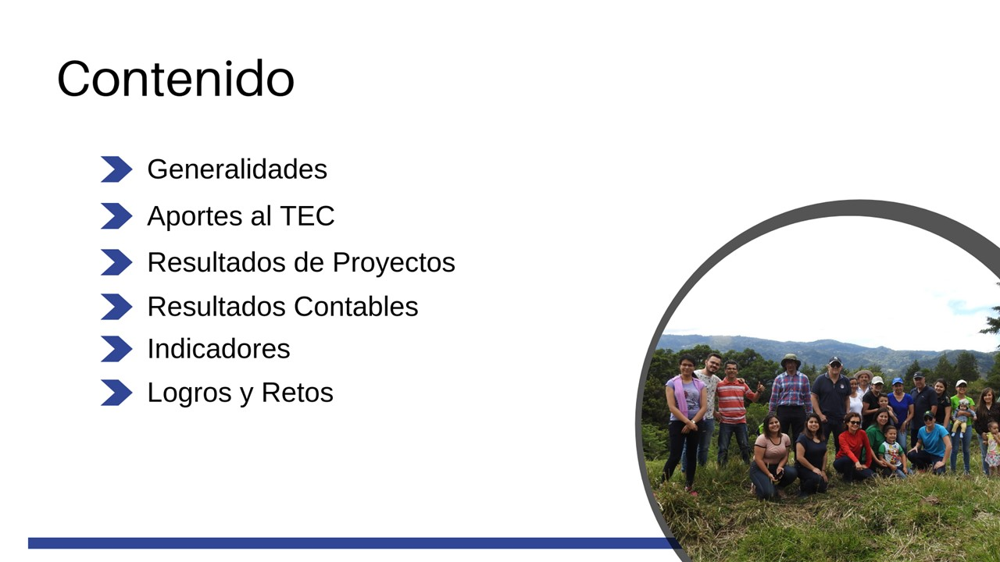 Contenido
Generalidades
Aportes al TEC
Resultados de Proyectos
Resultados Contables
Indicadores
Logros y Retos